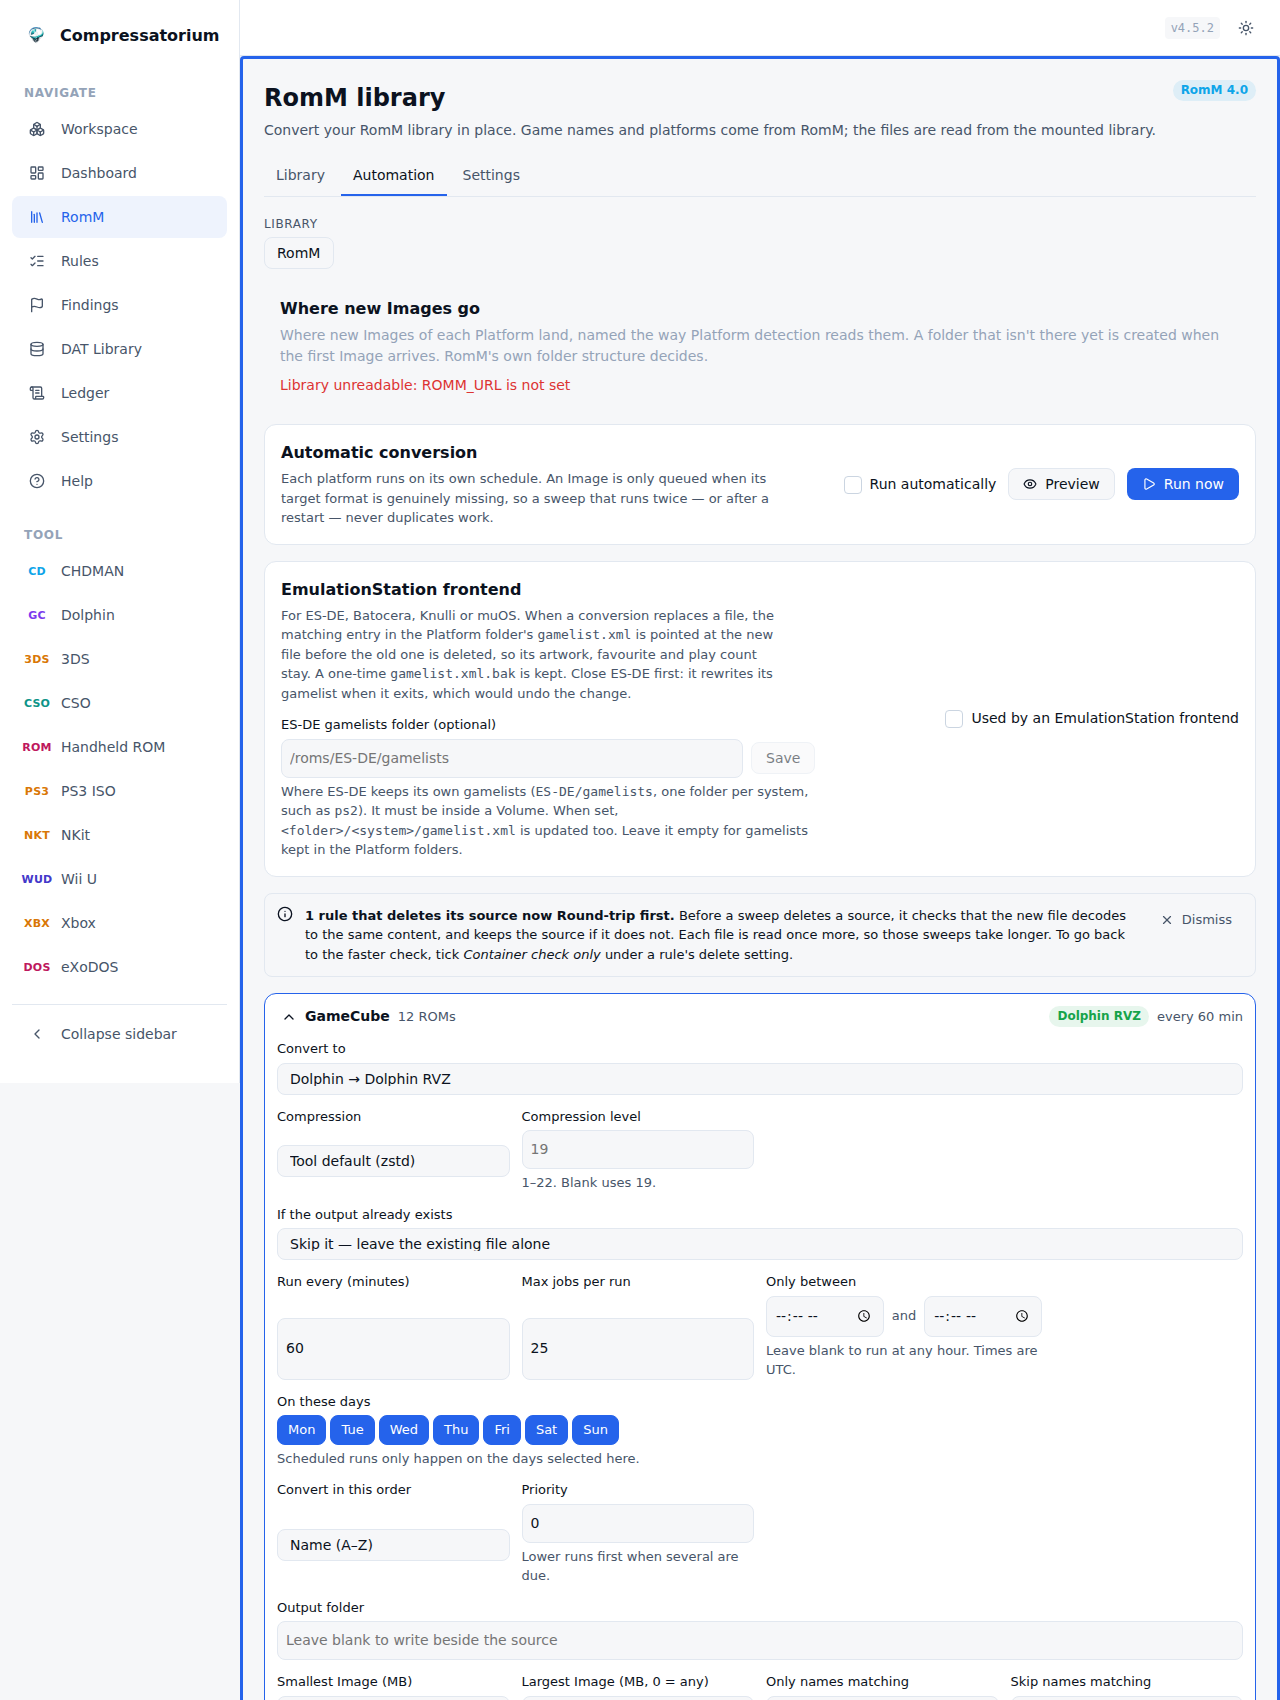 Compressatorium
v4.5.2
NAVIGATE
Workspace
Dashboard
RomM
Rules
Findings
DAT Library
Ledger
Settings
Help
TOOL
CD CHDMAN
GC Dolphin
3DS 3DS
CSO CSO
ROM Handheld ROM
PS3 PS3 ISO
NKT NKit
WUD Wii U
XBX Xbox
DOS eXoDOS
Collapse sidebar
RomM library
RomM 4.0
Convert your RomM library in place. Game names and platforms come from RomM; the files are read from the mounted library.
Library Automation Settings
LIBRARY
RomM
Where new Images go
Where new Images of each Platform land, named the way Platform detection reads them. A folder that isn't there yet is created when
the first Image arrives. RomM's own folder structure decides.
Library unreadable: ROMM_URL is not set
Automatic conversion
Each platform runs on its own schedule. An Image is only queued when its
target format is genuinely missing, so a sweep that runs twice — or after a
restart — never duplicates work.
Run automatically Preview Run now
EmulationStation frontend
For ES-DE, Batocera, Knulli or muOS. When a conversion replaces a file, the
matching entry in the Platform folder's gamelist.xml is pointed at the new
file before the old one is deleted, so its artwork, favourite and play count
stay. A one-time gamelist.xml.bak is kept. Close ES-DE first: it rewrites its
gamelist when it exits, which would undo the change.
ES-DE gamelists folder (optional)
/roms/ES-DE/gamelists Save
Where ES-DE keeps its own gamelists (ES-DE/gamelists, one folder per system,
such as ps2). It must be inside a Volume. When set,
<folder>/<system>/gamelist.xml is updated too. Leave it empty for gamelists
kept in the Platform folders.
Used by an EmulationStation frontend
1 rule that deletes its source now Round-trip first. Before a sweep deletes a source, it checks that the new file decodes
to the same content, and keeps the source if it does not. Each file is read once more, so those sweeps take longer. To go back
to the faster check, tick Container check only under a rule's delete setting.
Dismiss
GameCube 12 ROMs Dolphin RVZ every 60 min
Convert to
Dolphin → Dolphin RVZ
Compression Compression level
Tool default (zstd) 19
1–22. Blank uses 19.
If the output already exists
Skip it — leave the existing file alone
Run every (minutes) Max jobs per run Only between
60 25 --:-- -- and --:-- --
Leave blank to run at any hour. Times are
UTC.
On these days
Mon Tue Wed Thu Fri Sat Sun
Scheduled runs only happen on the days selected here.
Convert in this order Priority
Name (A–Z) 0
Lower runs first when several are
due.
Output folder
Leave blank to write beside the source
Smallest Image (MB) Largest Image (MB, 0 = any) Only names matching Skip names matching